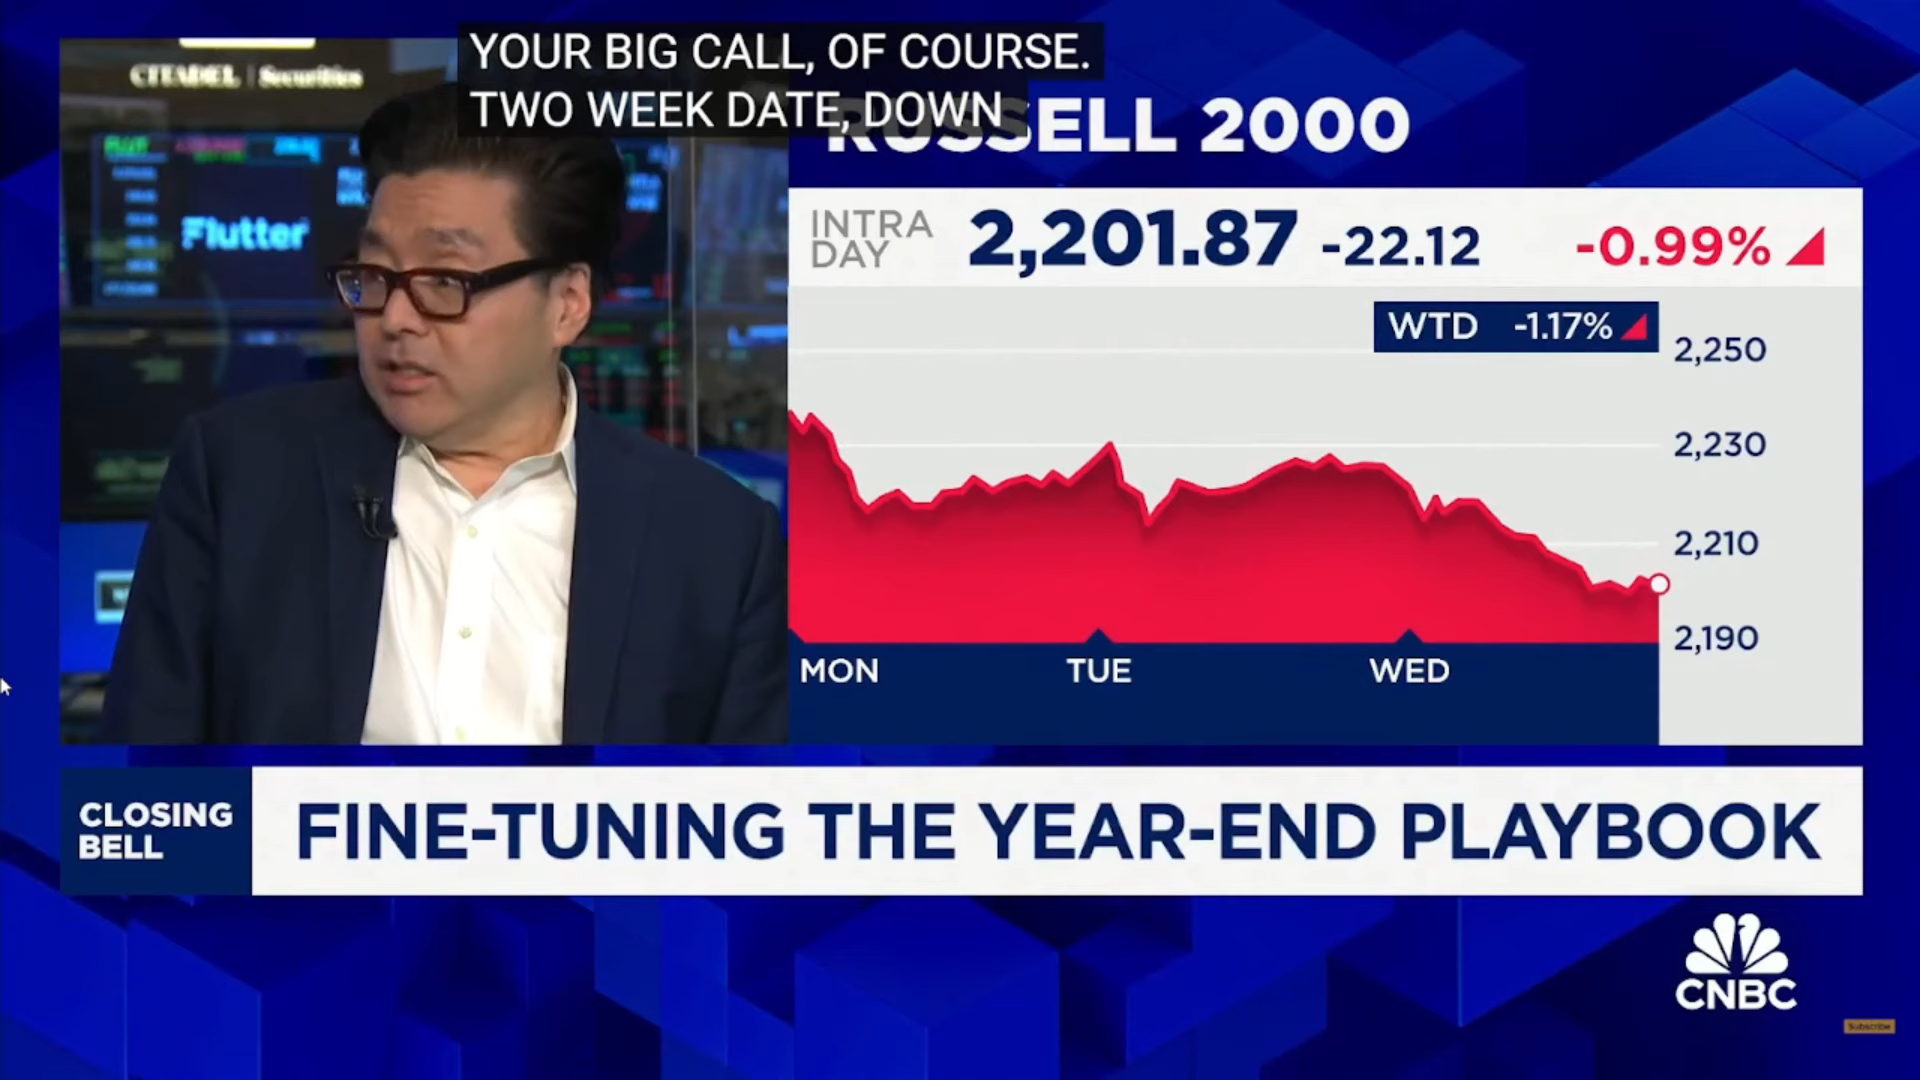 YOUR BIG CALL, OF COURSE.
TWO WEEK DATE, DOWN
CITADEL | Securities
RUSSELL 2000
Flutter
INTRA
DAY
2,201.87 -22.12 -0.99%
WTD -1.17%
2,250
2,230
2,210
2,190
MON TUE WED
CLOSING
BELL
FINE-TUNING THE YEAR-END PLAYBOOK
CNBC
Subscribe